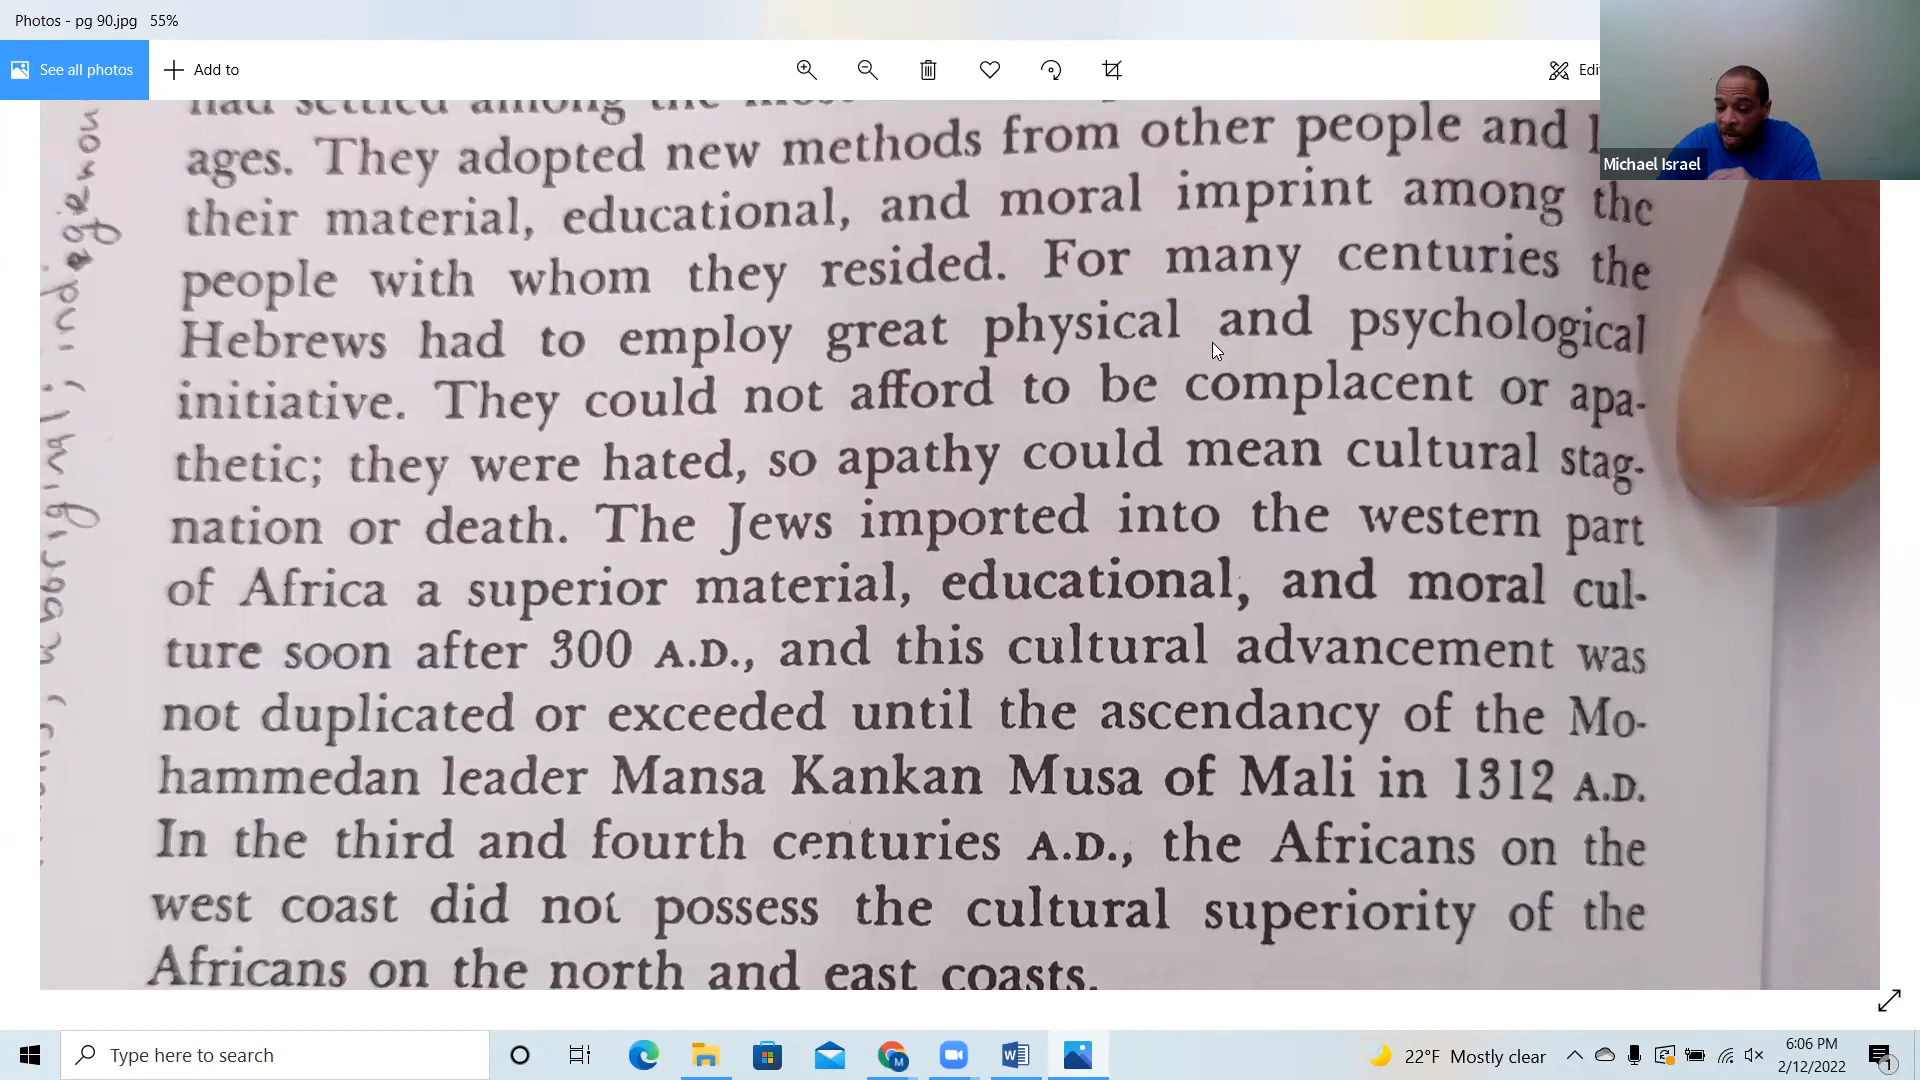 Photos - pg 90.jpg 55%
See all photos
Add to
Michael Israel
had settled among the
ages. They adopted new methods from other people and
their material, educational, and moral imprint among the
people with whom they resided. For many centuries the
Hebrews had to employ great physical and psychological
initiative. They could not afford to be complacent or apa-
thetic; they were hated, so apathy could mean cultural stag-
nation or death. The Jews imported into the western part
of Africa a superior material, educational, and moral cul-
ture soon after 300 A.D., and this cultural advancement was
not duplicated or exceeded until the ascendancy of the Mo-
hammedan leader Mansa Kankan Musa of Mali in 1312 A.D.
In the third and fourth centuries A.D., the Africans on the
west coast did not possess the cultural superiority of the
Africans on the north and east coasts.
Type here to search
22°F Mostly clear
6:06 PM
2/12/2022
1